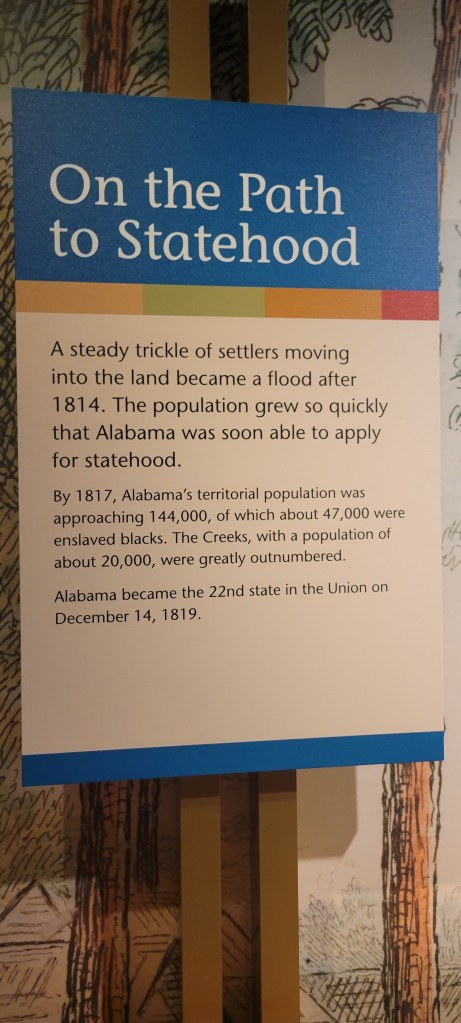 On the Path
to Statehood
A steady trickle of settlers moving
into the land became a flood after
1814. The population grew so quickly
that Alabama was soon able to apply
for statehood.
By 1817, Alabama’s territorial population was
approaching 144,000, of which about 47,000 were
enslaved blacks. The Creeks, with a population of
about 20,000, were greatly outnumbered.
Alabama became the 22nd state in the Union on
December 14, 1819.